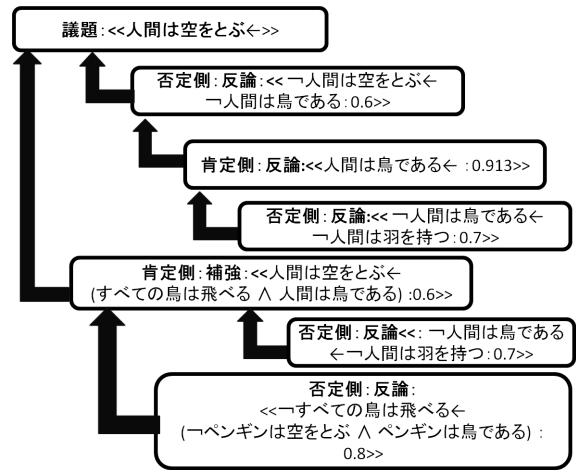 議題:<<人間は空をとぶ←>>
否定側:反論:<< ￢人間は空をとぶ←
￢人間は鳥である:0.6>>
肯定側:反論:<<人間は鳥である← :0.913>>
否定側:反論:<<￢人間は鳥である←
￢人間は羽を持つ:0.7>>
肯定側:補強:<<人間は空をとぶ←
(すべての鳥は飛べる ∧ 人間は鳥である) :0.6>>
否定側:反論<<: ￢人間は鳥である
←￢人間は羽を持つ:0.7>>
否定側:反論:
<<￢すべての鳥は飛べる←
(￢ペンギンは空をとぶ ∧ ペンギンは鳥である) :
0.8>>